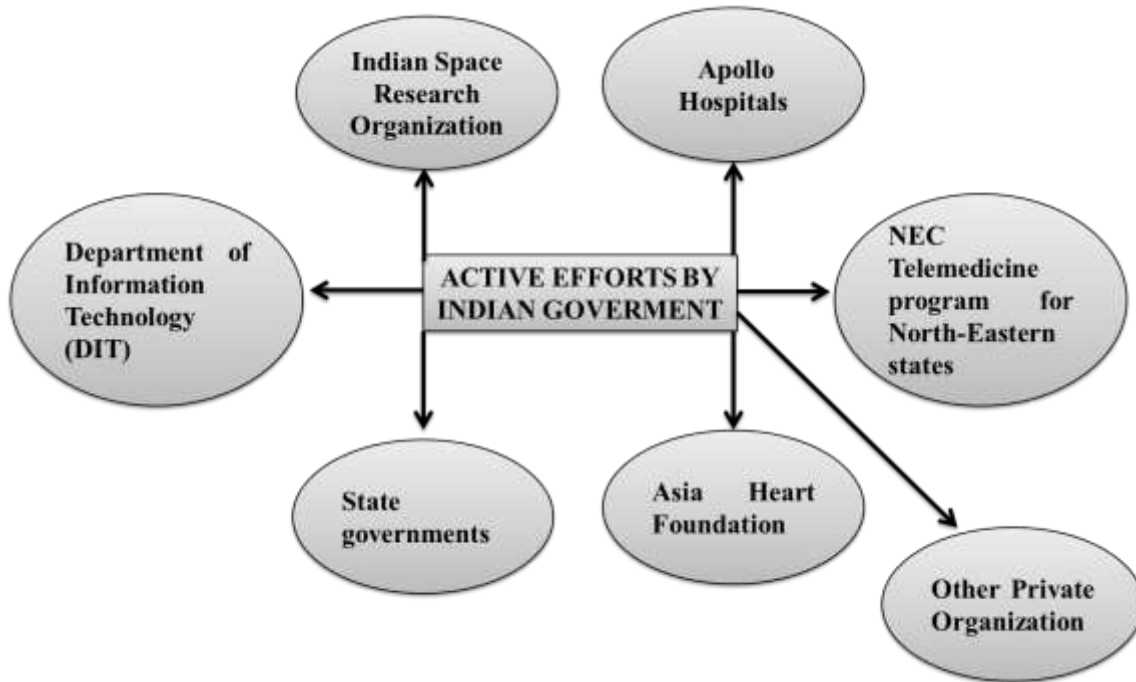 Indian Space
Research
Organization
Apollo
Hospitals
Department of
Information
Technology
(DIT)
ACTIVE EFFORTS BY
INDIAN GOVERMENT
NEC
Telemedicine
program for
North-Eastern
states
State
governments
Asia Heart
Foundation
Other Private
Organization